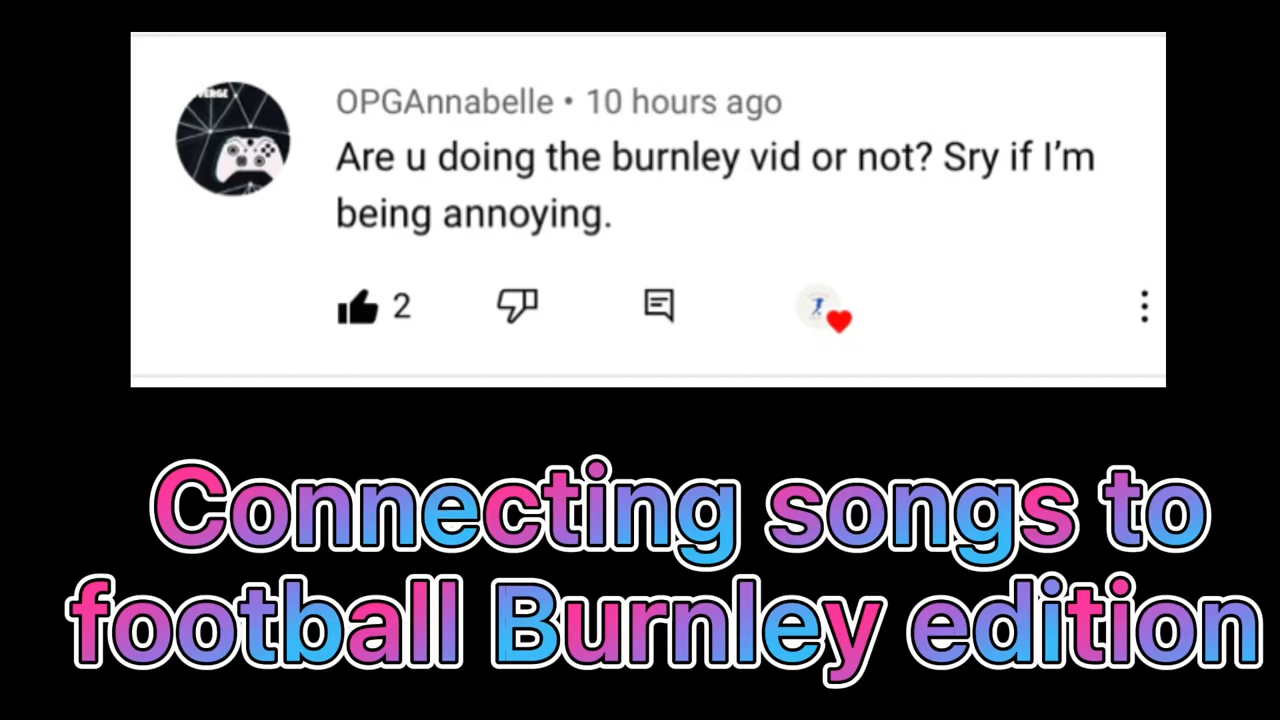 VERGE
OPGAnnabelle • 10 hours ago
Are u doing the burnley vid or not? Sry if I’m
being annoying.
2
Connecting songs to
football Burnley edition